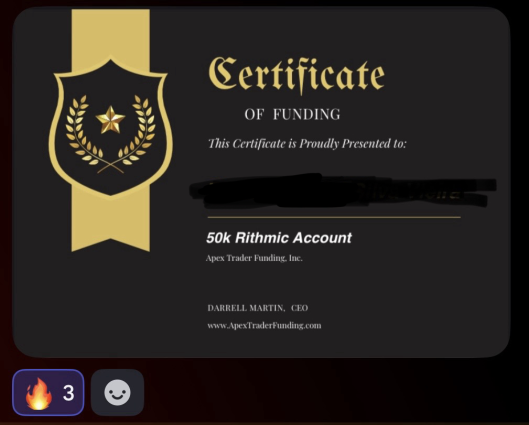 Certificate
OF FUNDING
This Certificate is Proudly Presented to:
50k Rithmic Account
Apex Trader Funding, Inc.
DARRELL MARTIN, CEO
www.ApexTraderFunding.com
3